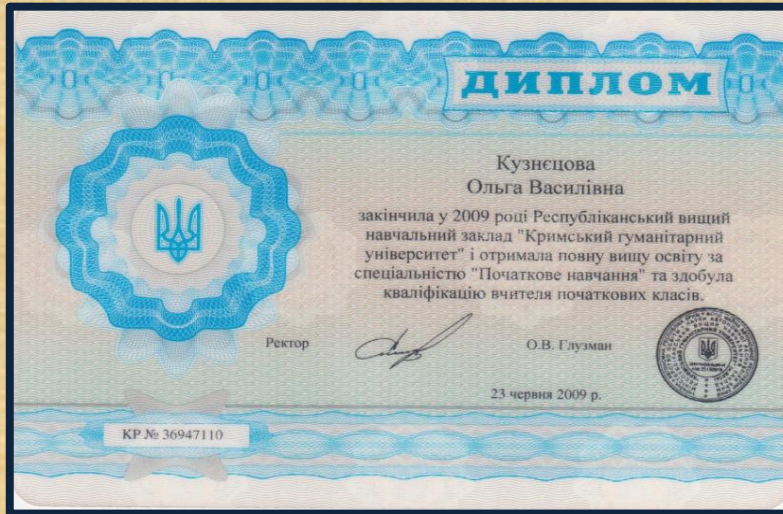 ДИПЛОМ
Кузнєцова
Ольга Василівна
закінчила у 2009 році Республіканський вищий
навчальний заклад "Кримський гуманітарний
університет" і отримала повну вищу освіту за
спеціальністю "Початкове навчання" та здобула
кваліфікацію вчителя початкових класів.
Ректор
О.В. Глузман
23 червня 2009 р.
КР № 36947110